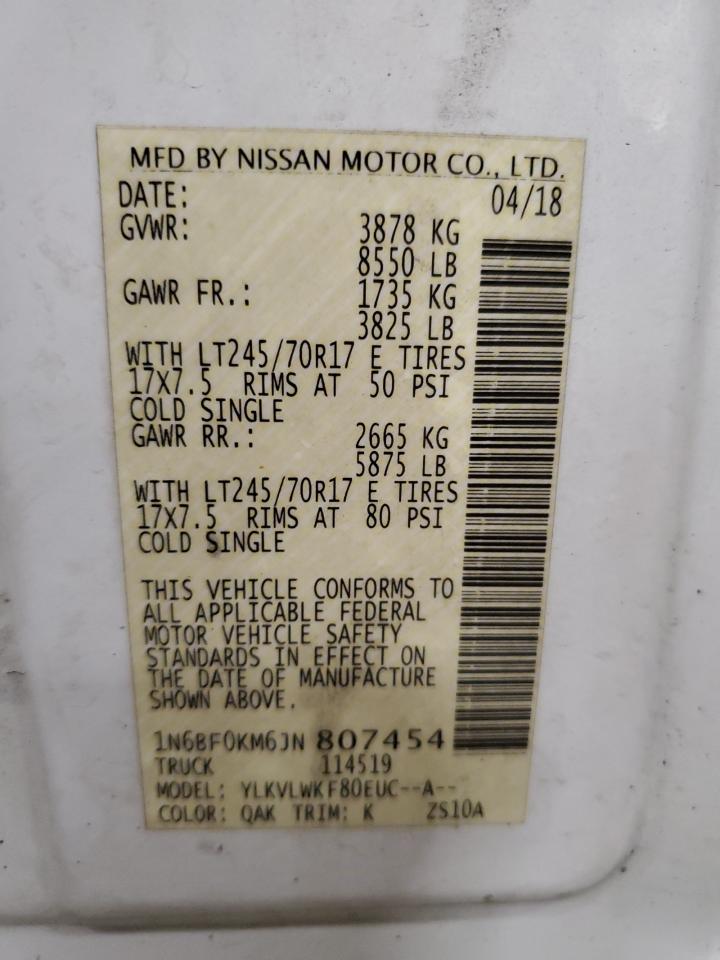 MFD BY NISSAN MOTOR CO., LTD.
DATE: 04/18
GVWR: 3878 KG
8550 LB
GAWR FR.: 1735 KG
3825 LB
WITH LT245/70R17 E TIRES
17X7.5 RIMS AT 50 PSI
COLD SINGLE
GAWR RR.: 2665 KG
5875 LB
WITH LT245/70R17 E TIRES
17X7.5 RIMS AT 80 PSI
COLD SINGLE
THIS VEHICLE CONFORMS TO
ALL APPLICABLE FEDERAL
MOTOR VEHICLE SAFETY
STANDARDS IN EFFECT ON
THE DATE OF MANUFACTURE
SHOWN ABOVE.
1N6BF0KM6JN 807454
TRUCK 114519
MODEL: YLKVLWKF80EUC--A--
COLOR: QAK TRIM: K ZS10A